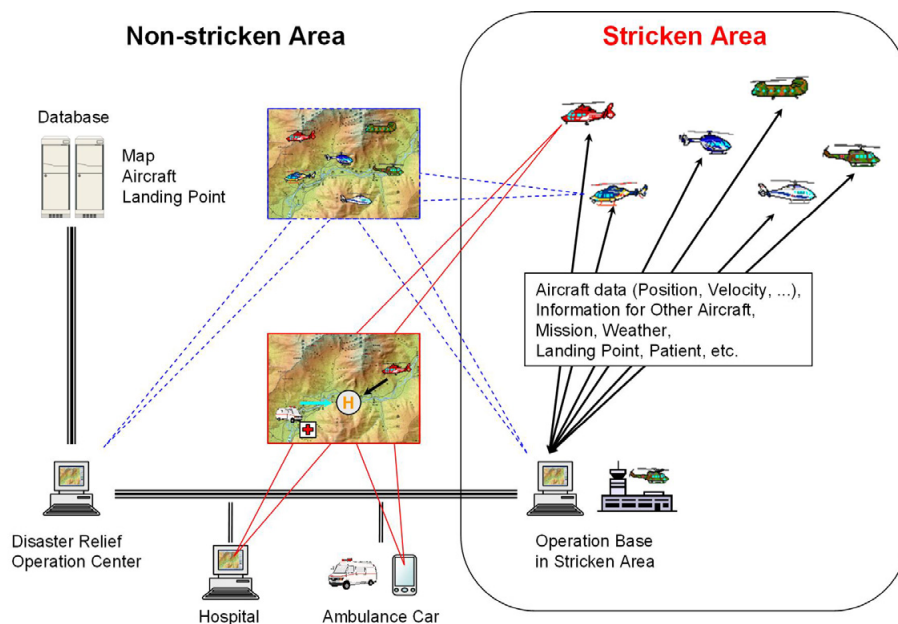 Non-stricken Area
Stricken Area
Database
Map
Aircraft
Landing Point
Aircraft data (Position, Velocity, ...),
Information for Other Aircraft,
Mission, Weather,
Landing Point, Patient, etc.
H
Disaster Relief
Operation Center
Hospital
Ambulance Car
Operation Base
in Stricken Area